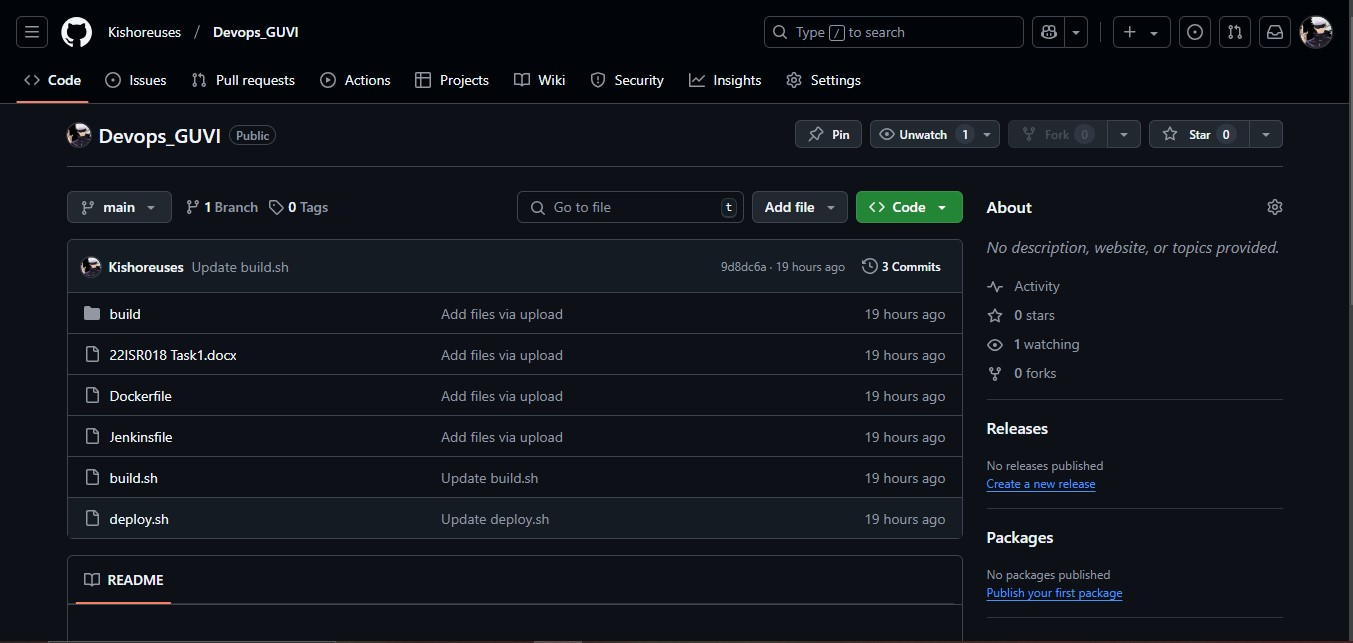 Kishoreuses / Devops_GUVI
Type / to search
Code Issues Pull requests Actions Projects Wiki Security Insights Settings
Devops_GUVI Public
Pin Unwatch 1 Fork 0 Star 0
main 1 Branch 0 Tags
Go to file t
Add file Code
About
No description, website, or topics provided.
Kishoreuses Update build.sh 9d8dc6a · 19 hours ago 3 Commits
build Add files via upload 19 hours ago
22ISR018 Task1.docx Add files via upload 19 hours ago
Dockerfile Add files via upload 19 hours ago
Jenkinsfile Add files via upload 19 hours ago
build.sh Update build.sh 19 hours ago
deploy.sh Update deploy.sh 19 hours ago
README
Activity
0 stars
1 watching
0 forks
Releases
No releases published
Create a new release
Packages
No packages published
Publish your first package